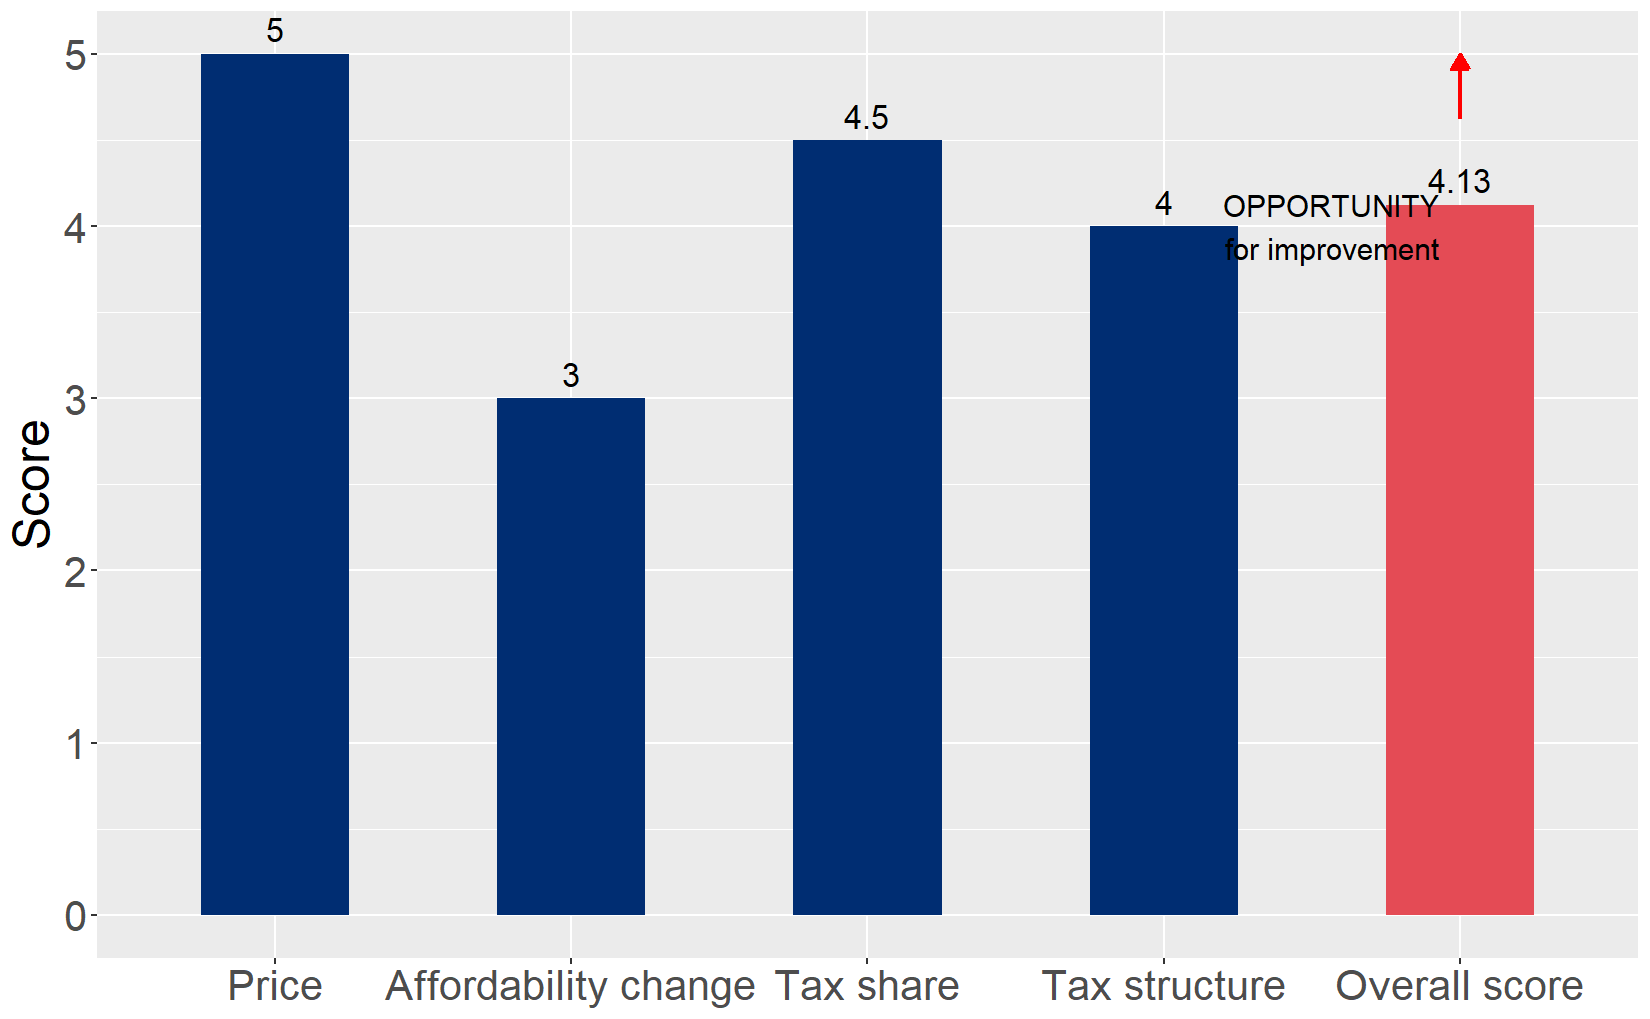 5
5
4.5
4.13
OPPORTUNITY
for improvement
4
4
3
3
2
1
0
Score
Price
Affordability change
Tax share
Tax structure
Overall score